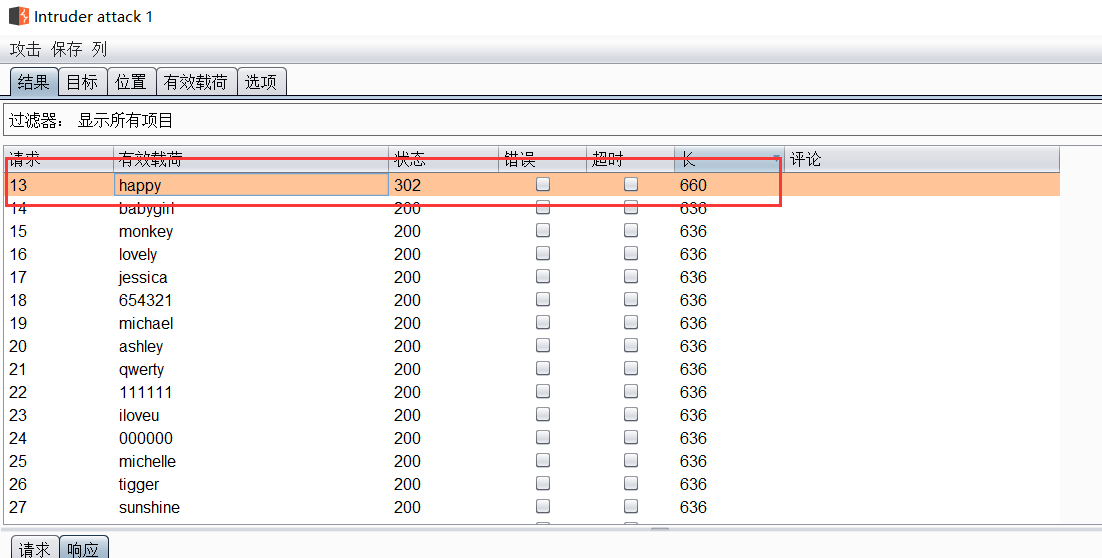 Intruder attack 1
攻击 保存 列
结果 目标 位置 有效载荷 选项
过滤器： 显示所有项目
请求 有效载荷 状态 错误 超时 长 评论
13 happy 302 660
14 babygirl 200 636
15 monkey 200 636
16 lovely 200 636
17 jessica 200 636
18 654321 200 636
19 michael 200 636
20 ashley 200 636
21 qwerty 200 636
22 111111 200 636
23 iloveu 200 636
24 000000 200 636
25 michelle 200 636
26 tigger 200 636
27 sunshine 200 636
请求 响应